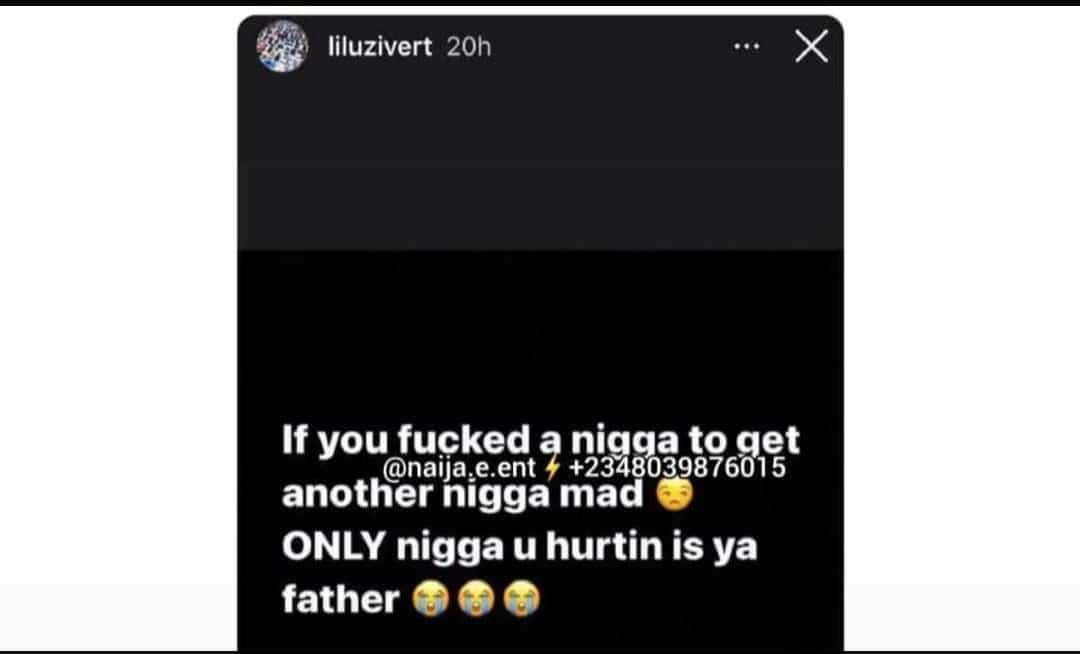 liluzivert 20h
If you fucked a nigga to get
@naija.e.ent⚡+2348039876015
another nigga mad 😒
ONLY nigga u hurtin is ya
father 😭😭😭